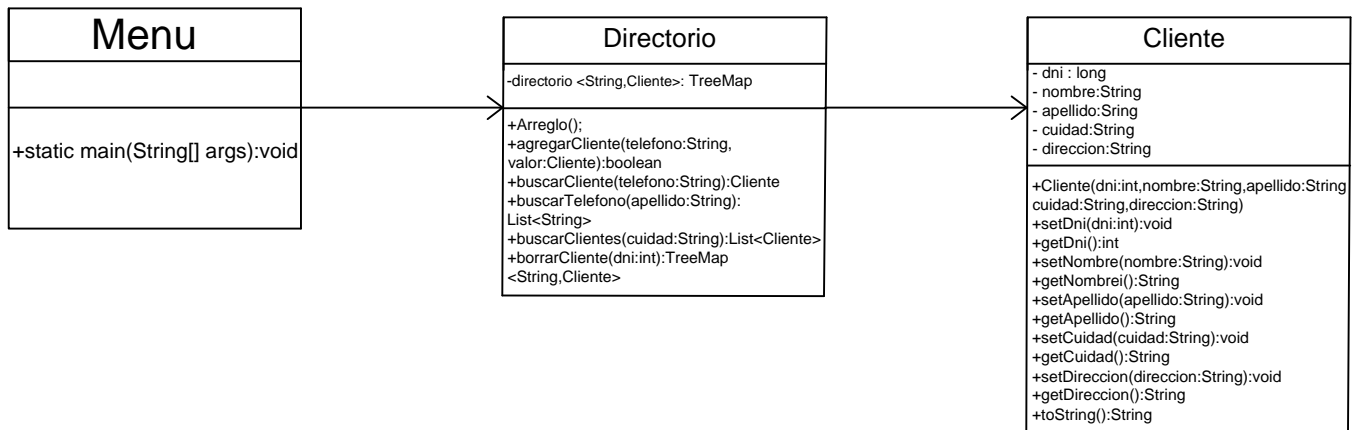 Menu
+static main(String[] args):void
Directorio
-directorio <String,Cliente>: TreeMap
+Arreglo();
+agregarCliente(telefono:String,
valor:Cliente):boolean
+buscarCliente(telefono:String):Cliente
+buscarTelefono(apellido:String):
List<String>
+buscarClientes(cuidad:String):List<Cliente>
+borrarCliente(dni:int):TreeMap
<String,Cliente>
Cliente
- dni : long
- nombre:String
- apellido:Sring
- cuidad:String
- direccion:String
+Cliente(dni:int,nombre:String,apellido:String
cuidad:String,direccion:String)
+setDni(dni:int):void
+getDni():int
+setNombre(nombre:String):void
+getNombrei():String
+setApellido(apellido:String):void
+getApellido():String
+setCuidad(cuidad:String):void
+getCuidad():String
+setDireccion(direccion:String):void
+getDireccion():String
+toString():String